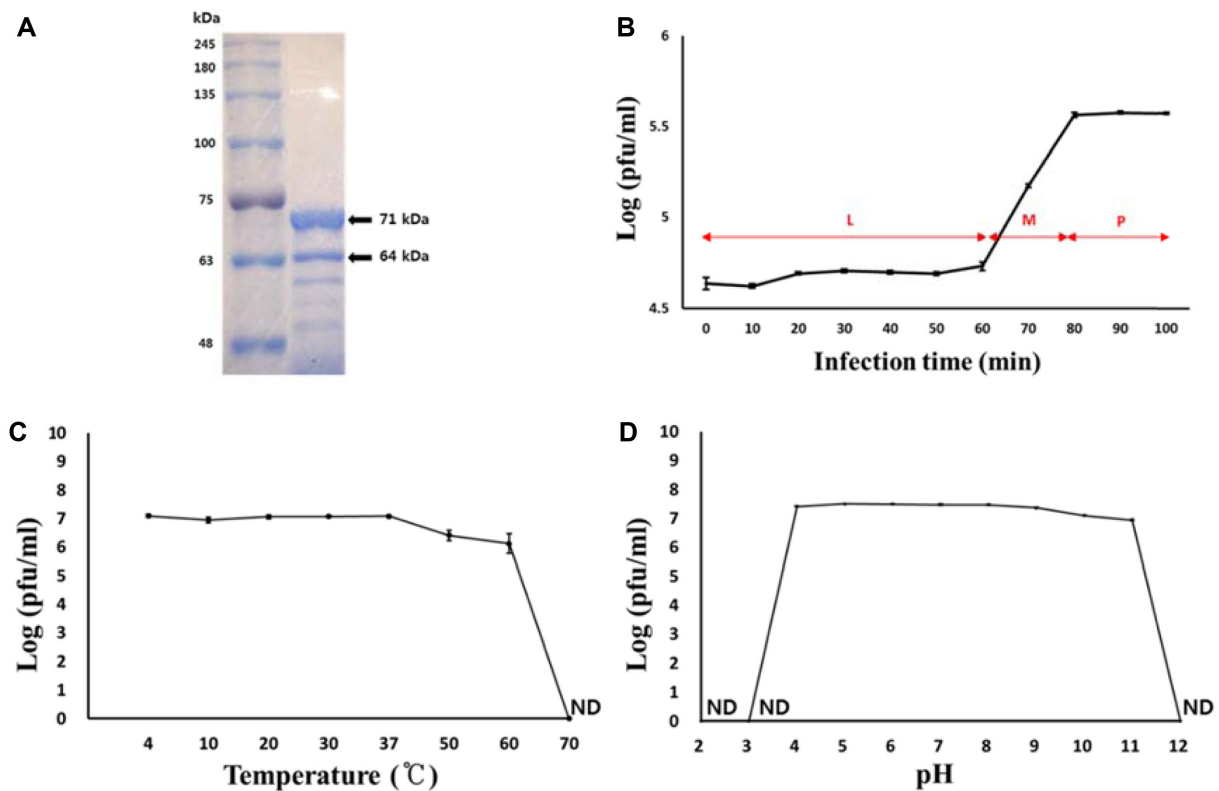 A
kDa
245
180
135
100
75
63
48
71 kDa
64 kDa
B
6
5.5
5
4.5
Log (pfu/ml)
L
M
P
0 10 20 30 40 50 60 70 80 90 100
Infection time (min)
C
10
9
8
7
6
5
4
3
2
1
0
Log (pfu/ml)
ND
4 10 20 30 37 50 60 70
Temperature (℃)
D
10
9
8
7
6
5
4
3
2
1
0
Log (pfu/ml)
ND
ND
ND
2 3 4 5 6 7 8 9 10 11 12
pH